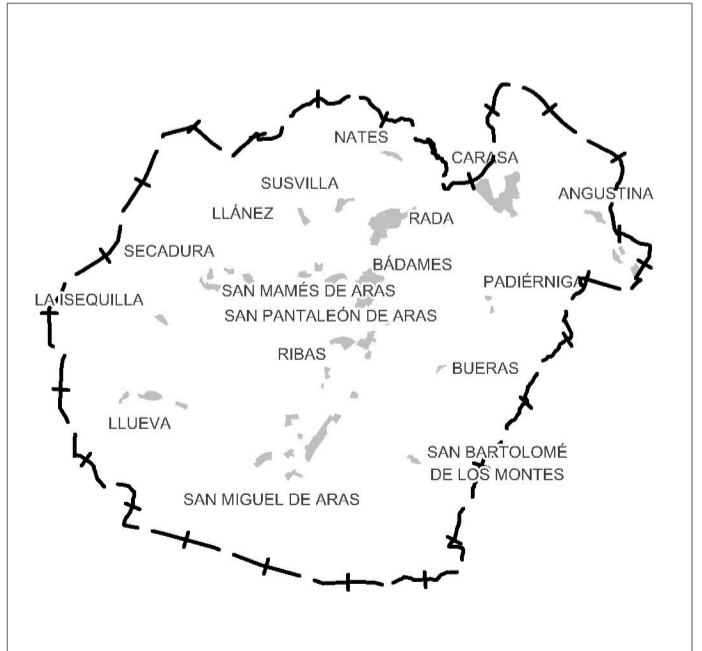 NATES
CARASA
SUSVILLA
ANGUSTINA
LLÁNEZ
RADA
SECADURA
BÁDAMES
PADIÉRNIGA
SAN MAMÉS DE ARAS
LA ISEQUILLA
SAN PANTALEÓN DE ARAS
RIBAS
BUERAS
LLUEVA
SAN BARTOLOMÉ
DE LOS MONTES
SAN MIGUEL DE ARAS